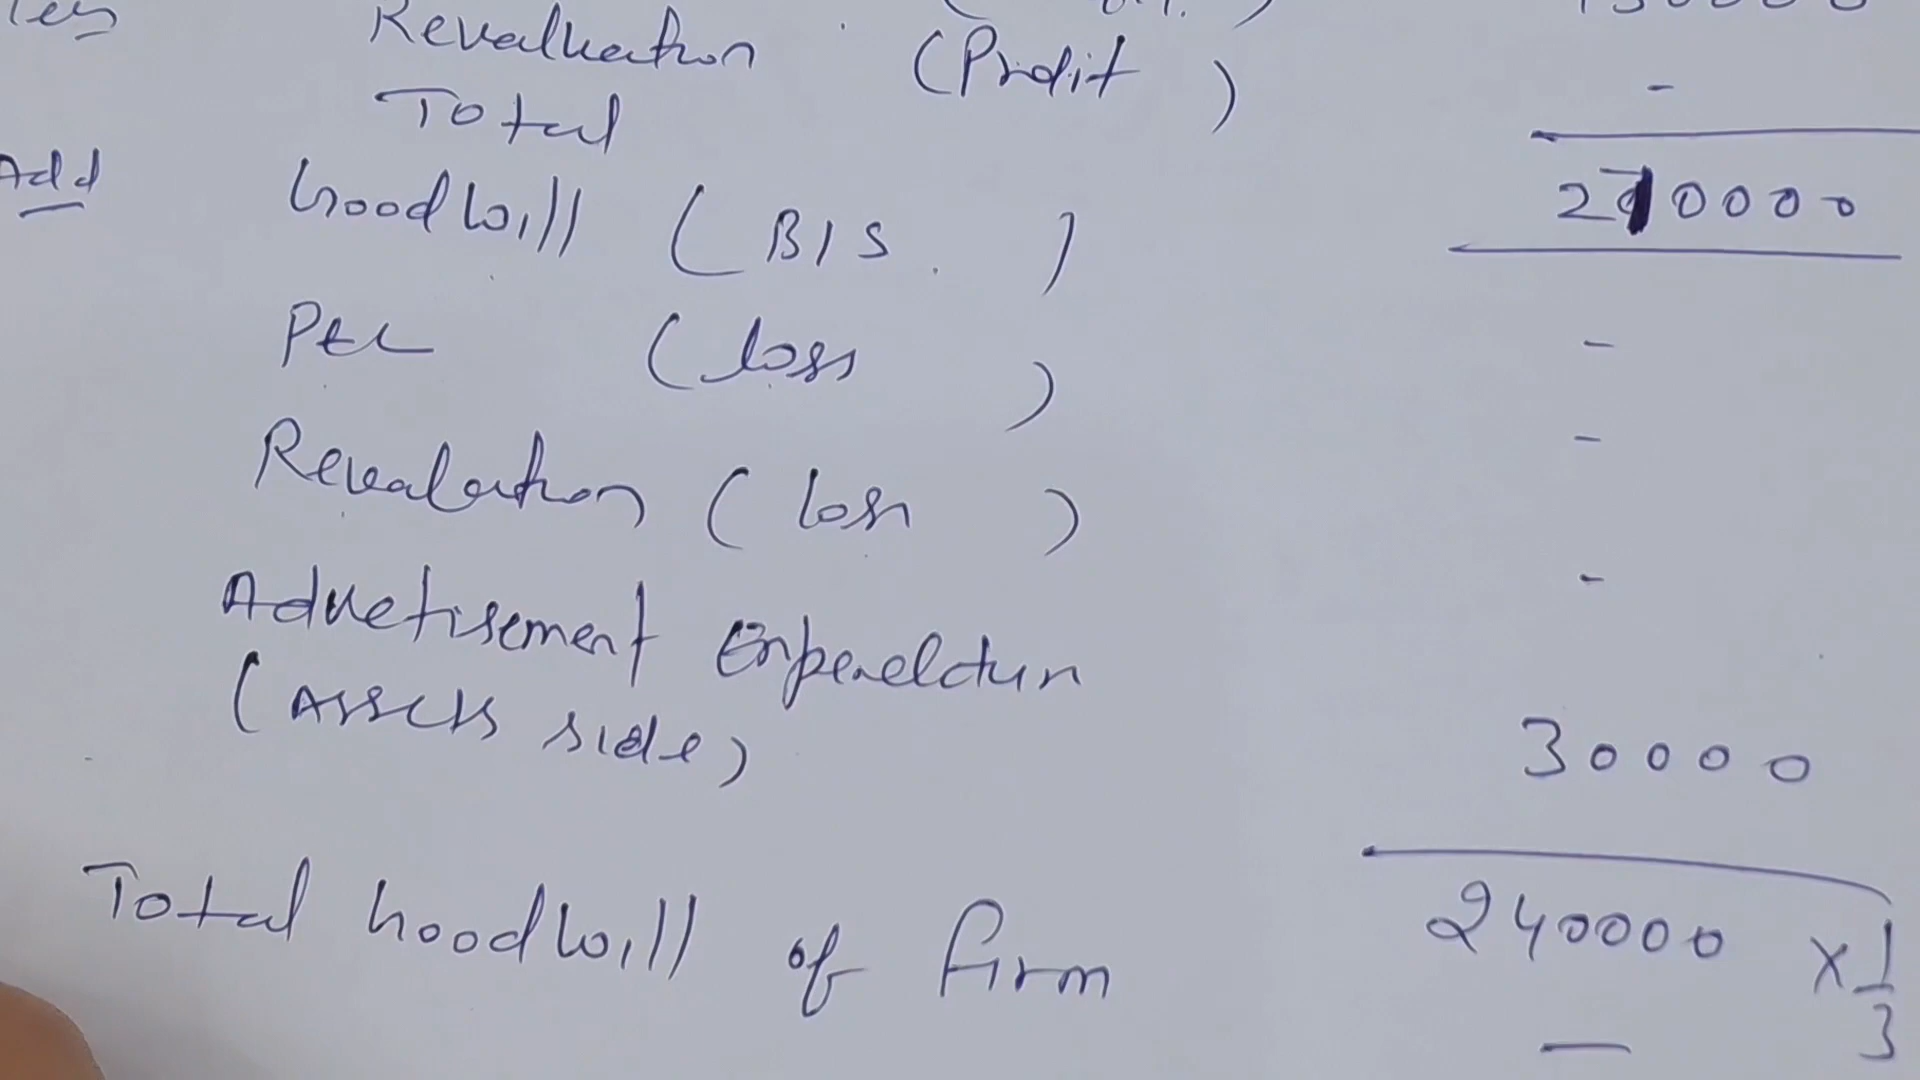 Revaluation (Profit)
-
Total
210000
Add Goodwill (B/S.)
-
P&L (loss)
-
Revaluation (loss)
-
Advetisement Expenditure
(Assets side)
30000
Total Goodwill of firm
240000 x 1/3